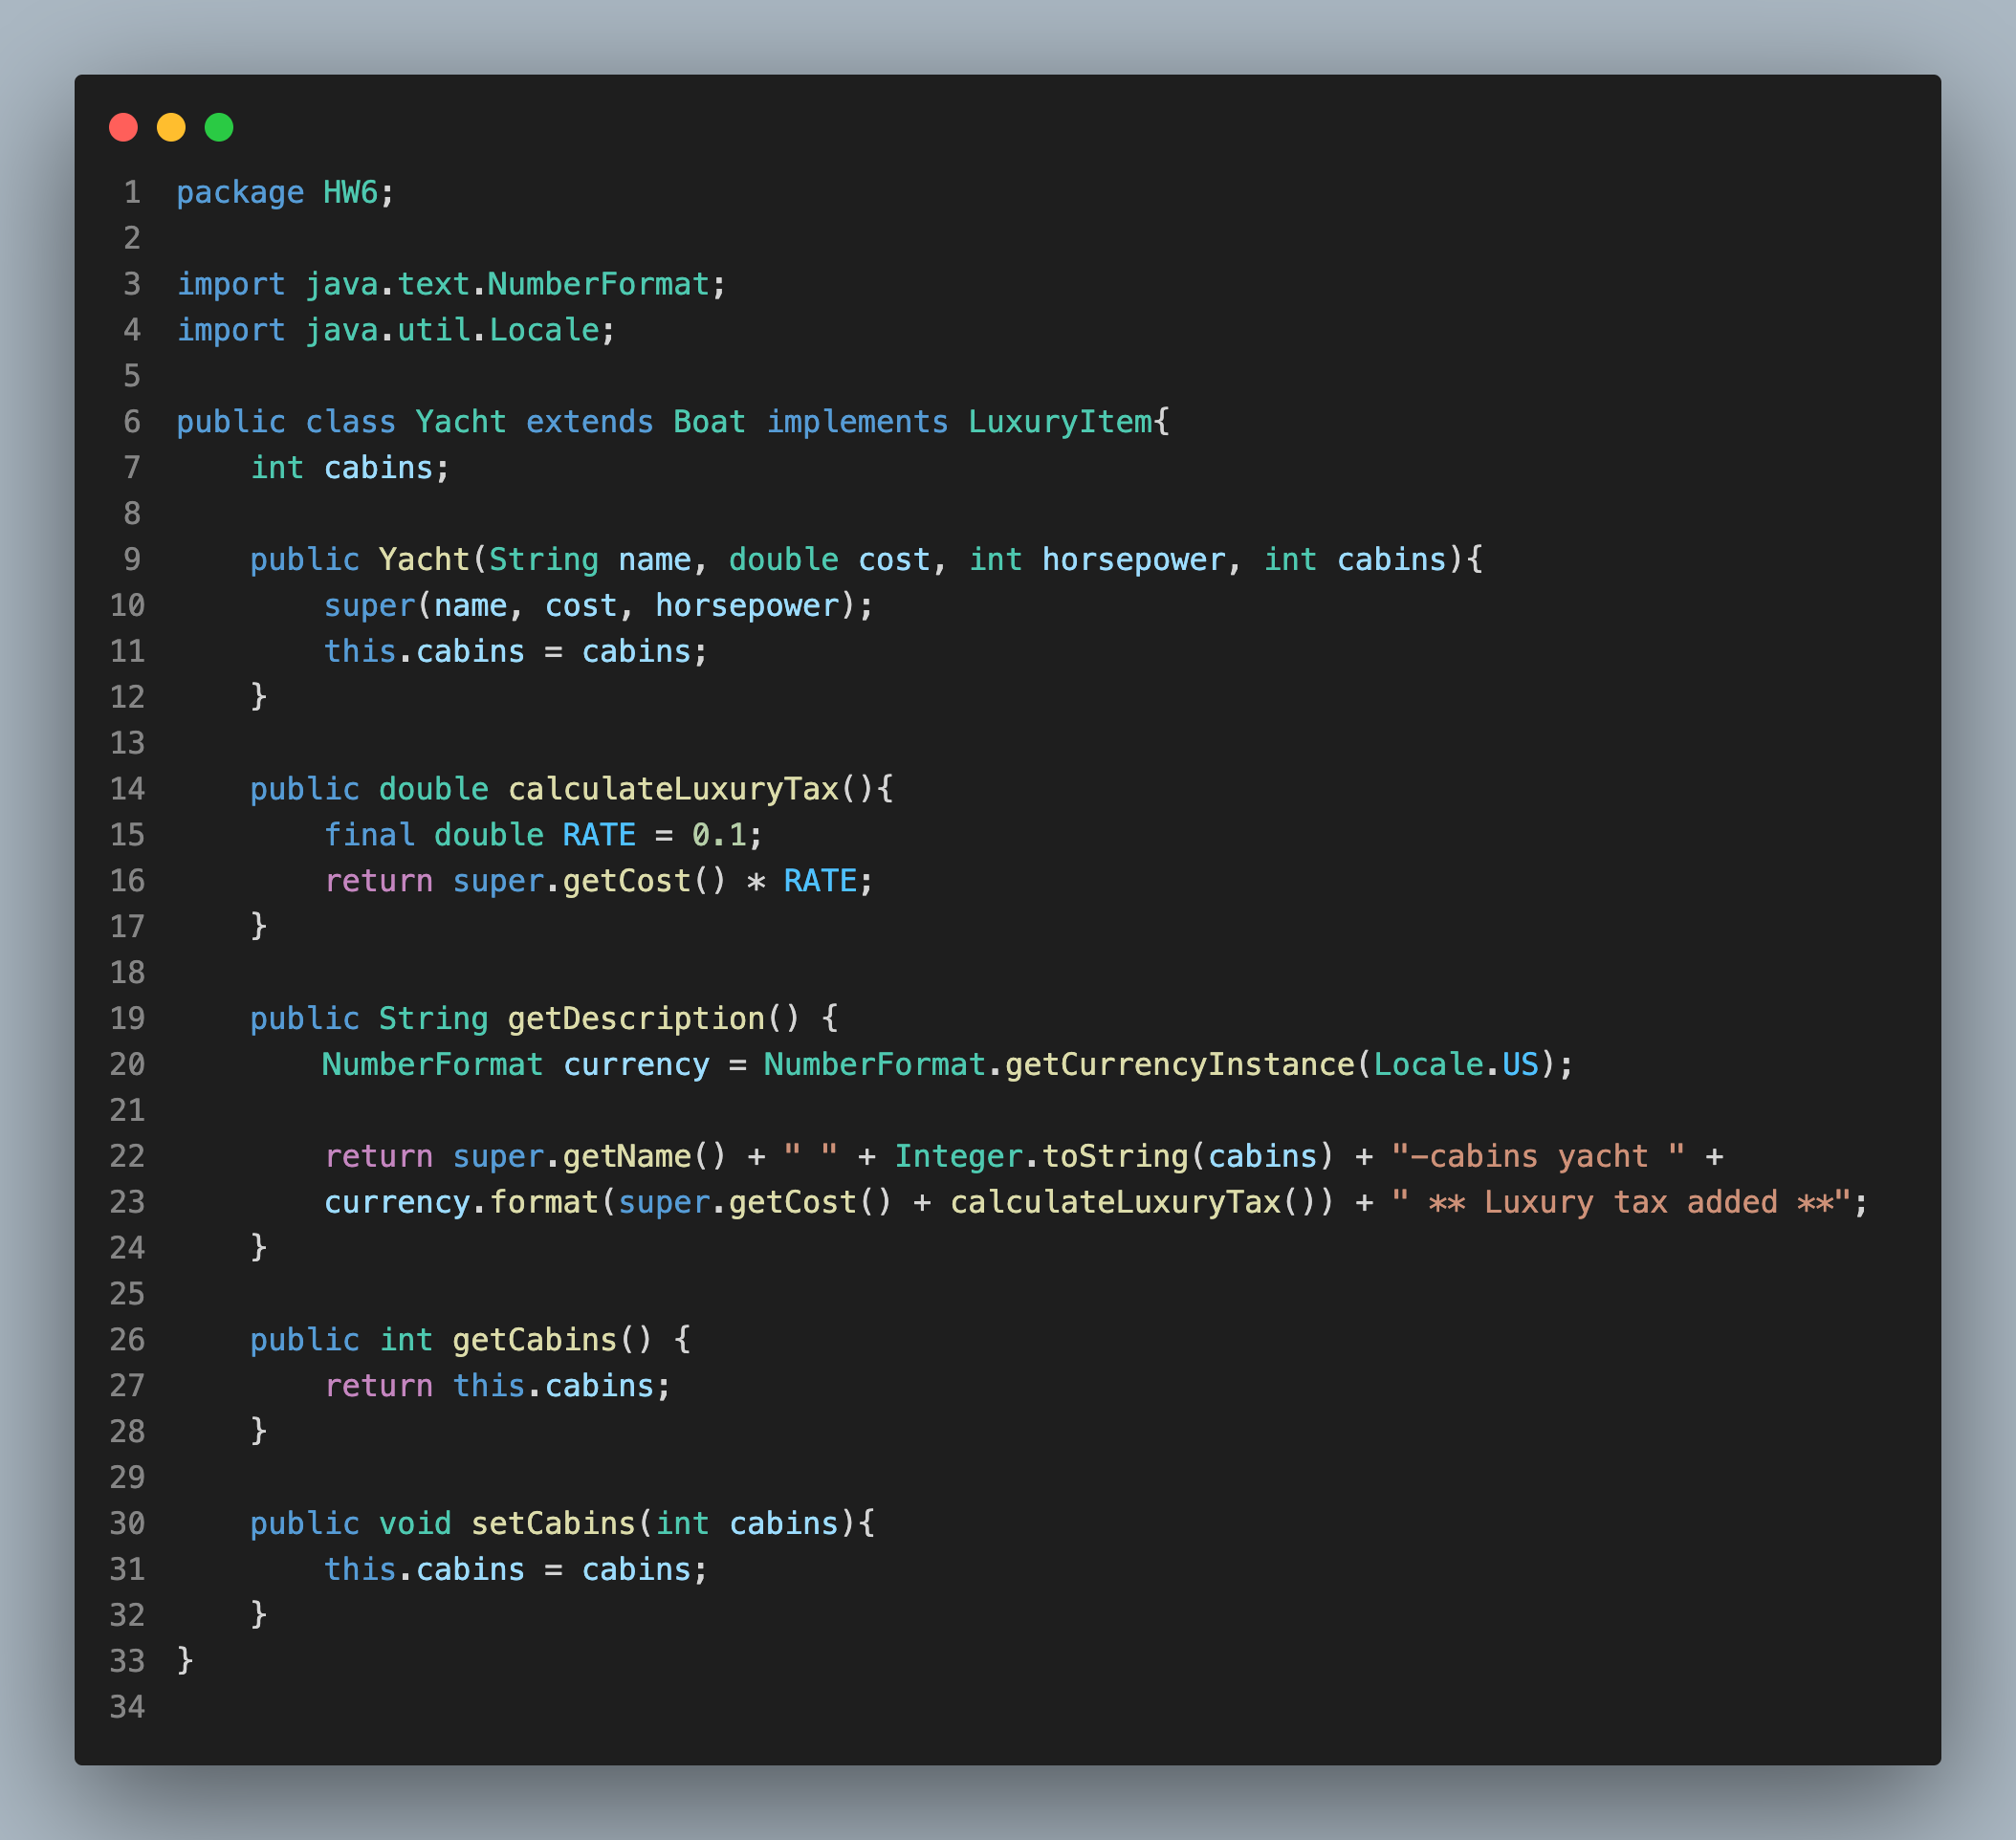 1 package HW6;
2
3 import java.text.NumberFormat;
4 import java.util.Locale;
5
6 public class Yacht extends Boat implements LuxuryItem{
7     int cabins;
8
9     public Yacht(String name, double cost, int horsepower, int cabins){
10         super(name, cost, horsepower);
11         this.cabins = cabins;
12     }
13
14     public double calculateLuxuryTax(){
15         final double RATE = 0.1;
16         return super.getCost() * RATE;
17     }
18
19     public String getDescription() {
20         NumberFormat currency = NumberFormat.getCurrencyInstance(Locale.US);
21
22         return super.getName() + " " + Integer.toString(cabins) + "-cabins yacht " +
23         currency.format(super.getCost() + calculateLuxuryTax()) + " ** Luxury tax added **";
24     }
25
26     public int getCabins() {
27         return this.cabins;
28     }
29
30     public void setCabins(int cabins){
31         this.cabins = cabins;
32     }
33 }
34